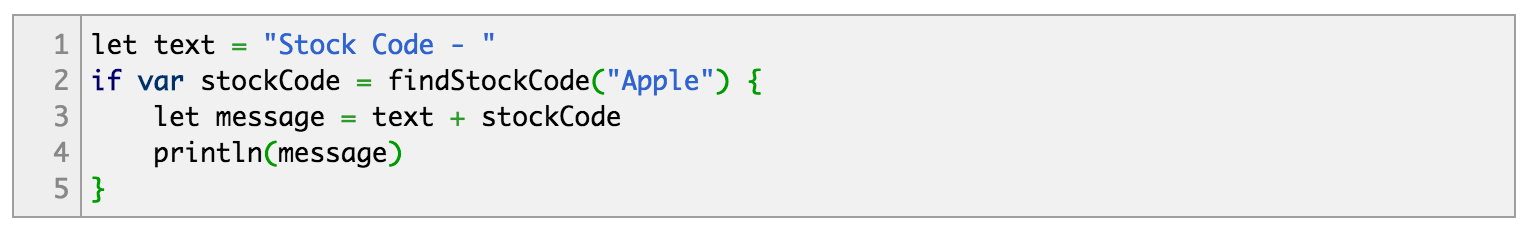 1 let text = "Stock Code - "
2 if var stockCode = findStockCode("Apple") {
3     let message = text + stockCode
4     println(message)
5 }